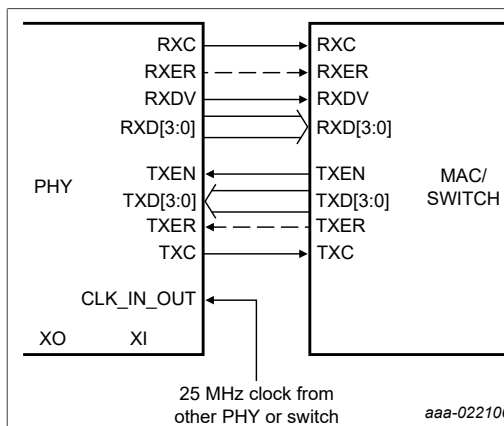 RXC RXC
RXER RXER
RXDV RXDV
RXD[3:0] RXD[3:0]
TXEN TXEN
PHY TXD[3:0] TXD[3:0] MAC/
SWITCH
TXER TXER
TXC TXC
CLK_IN_OUT
XO XI
25 MHz clock from
other PHY or switch